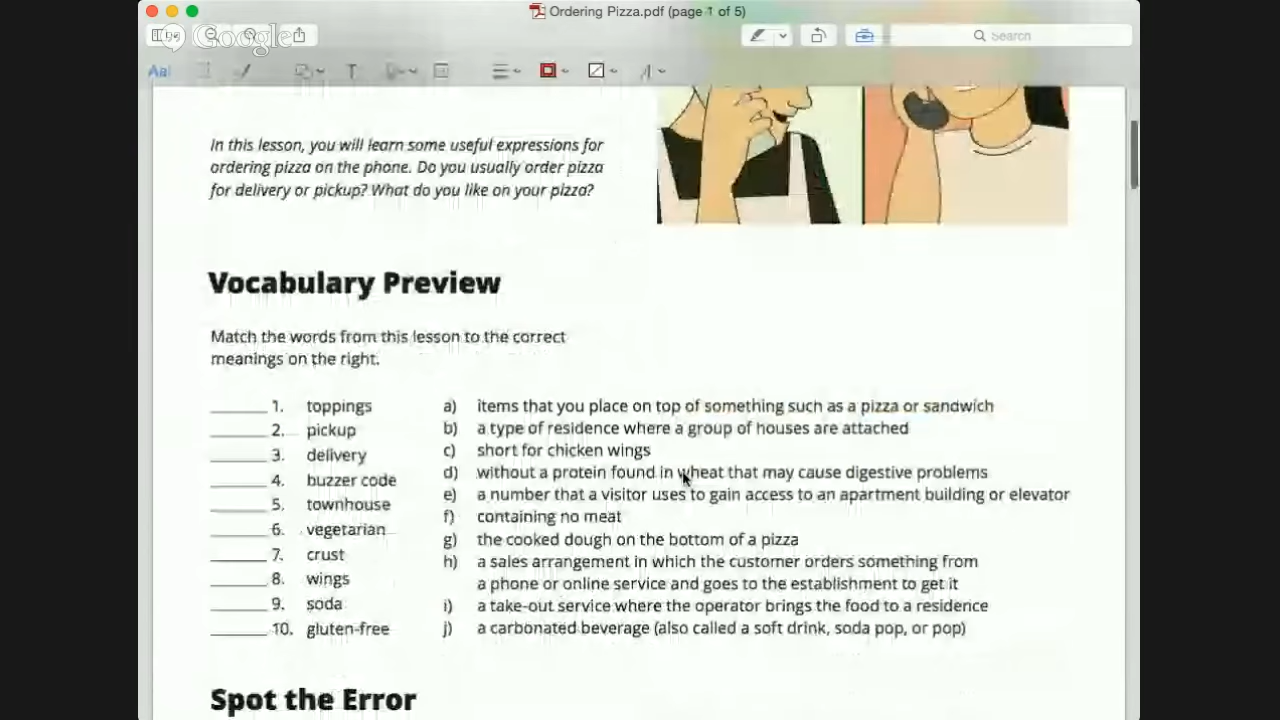 Ordering Pizza.pdf (page 1 of 5)
Google
Search
Aa
T
A
In this lesson, you will learn some useful expressions for
ordering pizza on the phone. Do you usually order pizza
for delivery or pickup? What do you like on your pizza?
Vocabulary Preview
Match the words from this lesson to the correct
meanings on the right.
1. toppings
2. pickup
3. delivery
4. buzzer code
5. townhouse
6. vegetarian
7. crust
8. wings
9. soda
10. gluten-free
a) items that you place on top of something such as a pizza or sandwich
b) a type of residence where a group of houses are attached
c) short for chicken wings
d) without a protein found in wheat that may cause digestive problems
e) a number that a visitor uses to gain access to an apartment building or elevator
f) containing no meat
g) the cooked dough on the bottom of a pizza
h) a sales arrangement in which the customer orders something from
a phone or online service and goes to the establishment to get it
i) a take-out service where the operator brings the food to a residence
j) a carbonated beverage (also called a soft drink, soda pop, or pop)
Spot the Error